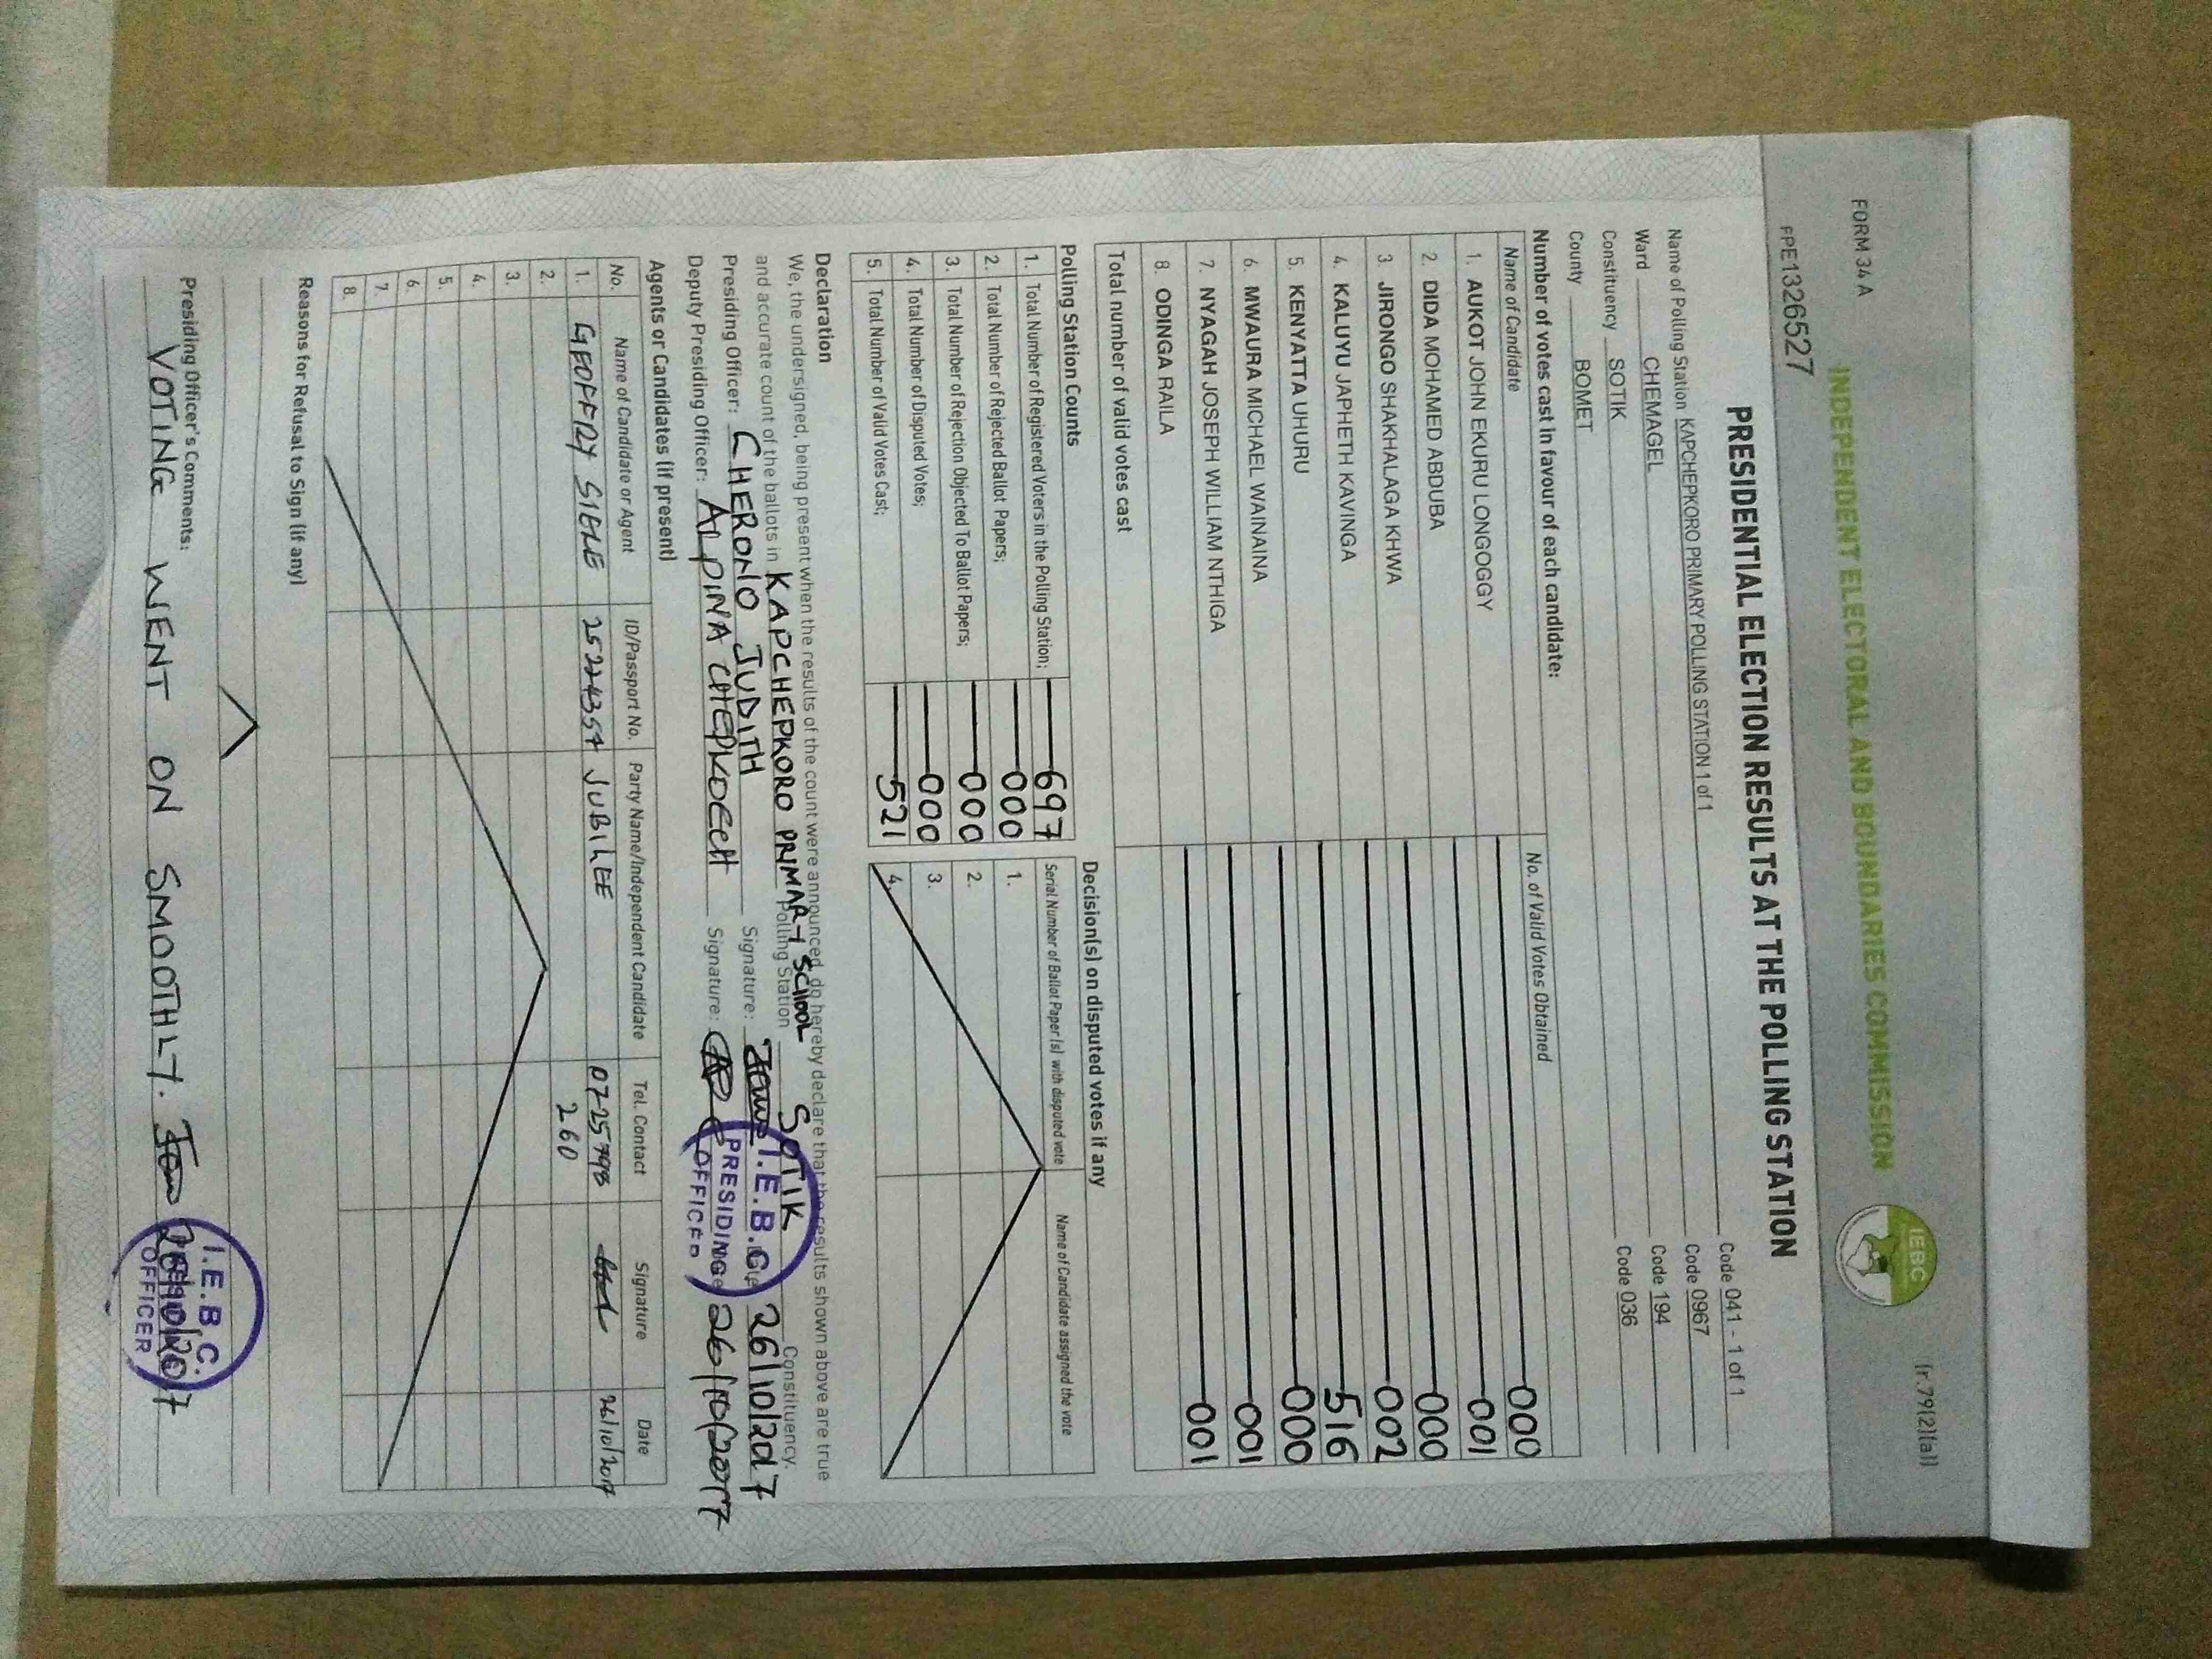 FORM 34 A
(r.79(2)(a))
INDEPENDENT ELECTORAL AND BOUNDARIES COMMISSION
IEBC
FPE1326527
PRESIDENTIAL ELECTION RESULTS AT THE POLLING STATION
Name of Polling Station KAPCHEPKORO PRIMARY POLLING STATION 1 of 1 Code 041 - 1 of 1
Ward CHEMAGEL Code 0967
Constituency SOTIK Code 194
County BOMET Code 036
Number of votes cast in favour of each candidate:
Name of Candidate No. of Valid Votes Obtained
1. AUKOT JOHN EKURU LONGOGGY 000
2. DIDA MOHAMED ABDUBA 001
3. JIRONGO SHAKHALAGA KHWA 000
4. KALUYU JAPHETH KAVINGA 002
5. KENYATTA UHURU 516
6. MWAURA MICHAEL WAINAINA 000
7. NYAGAH JOSEPH WILLIAM NTHIGA 001
8. ODINGA RAILA 001
Total number of valid votes cast
Polling Station Counts
1. Total Number of Registered Voters in the Polling Station; 697
2. Total Number of Rejected Ballot Papers; 000
3. Total Number of Rejection Objected To Ballot Papers; 000
4. Total Number of Disputed Votes; 000
5. Total Number of Valid Votes Cast; 521
Decision(s) on disputed votes if any
Serial Number of Ballot Paper (s) with disputed vote Name of Candidate assigned the vote
1.
2.
3.
4.
Declaration
We, the undersigned, being present when the results of the count were announced, do hereby declare that the results shown above are true
and accurate count of the ballots in KAPCHEPKORO PRIMARY SCHOOL Polling Station SOTIK Constituency.
Presiding Officer: CHERONO JUDITH Signature: 26/10/2017
Deputy Presiding Officer: ALPINA CHEPKOECH Signature: 26/10/2017
I.E.B.C.
PRESIDING
OFFICER
Agents or Candidates (if present)
No. Name of Candidate or Agent ID/Passport No. Party Name/Independent Candidate Tel. Contact Signature Date
1. GEOFFRY SIELE 25224354 JUBILEE 0725798 26/10/2017
2. 260
3.
4.
5.
6.
7.
8.
Reasons for Refusal to Sign (if any)
Presiding Officer's Comments:
VOTING WENT ON SMOOTHLY. 26/10/2017
I.E.B.C.
OFFICER